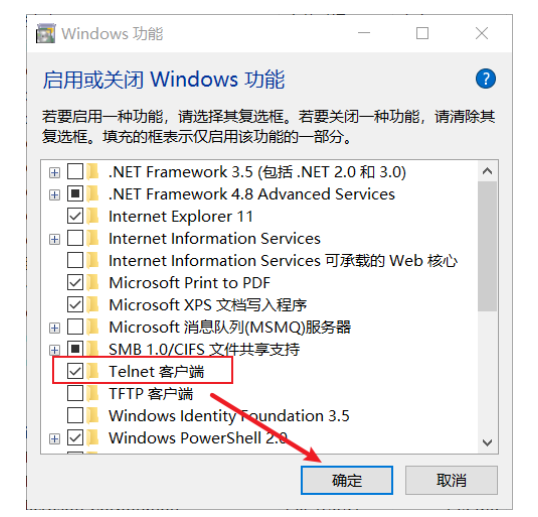 Windows 功能
启用或关闭 Windows 功能
?
若要启用一种功能，请选择其复选框。若要关闭一种功能，请清除其
复选框。填充的框表示仅启用该功能的一部分。
.NET Framework 3.5 (包括 .NET 2.0 和 3.0)
.NET Framework 4.8 Advanced Services
Internet Explorer 11
Internet Information Services
Internet Information Services 可承载的 Web 核心
Microsoft Print to PDF
Microsoft XPS 文档写入程序
Microsoft 消息队列(MSMQ)服务器
SMB 1.0/CIFS 文件共享支持
Telnet 客户端
TFTP 客户端
Windows Identity Foundation 3.5
Windows PowerShell 2.0
确定
取消